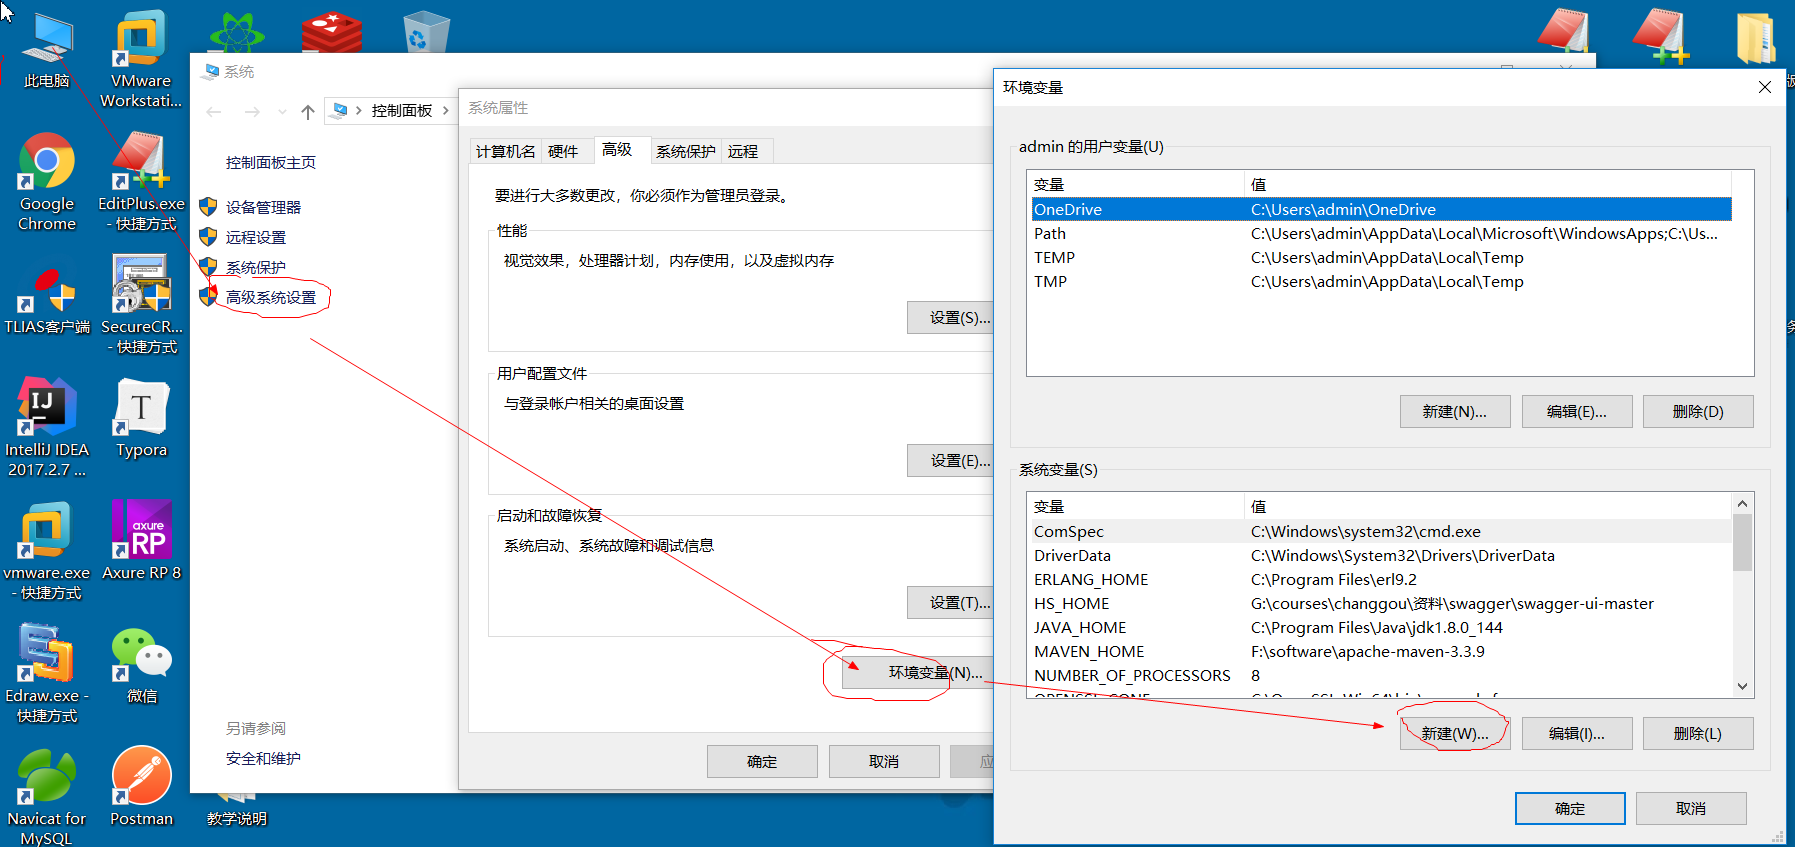 此电脑
VMware
Workstati...
Google
Chrome
EditPlus.exe
- 快捷方式
TLIAS客户端
SecureCR...
- 快捷方式
IntelliJ IDEA
2017.2.7 ...
Typora
vmware.exe
- 快捷方式
axure
RP
Axure RP 8
Edraw.exe -
快捷方式
微信
Navicat for
MySQL
Postman
教学说明
系统
控制面板
控制面板主页
设备管理器
远程设置
系统保护
高级系统设置
另请参阅
安全和维护
系统属性
计算机名 硬件 高级 系统保护 远程
要进行大多数更改，你必须作为管理员登录。
性能
视觉效果，处理器计划，内存使用，以及虚拟内存
设置(S)...
用户配置文件
与登录帐户相关的桌面设置
设置(E)...
启动和故障恢复
系统启动、系统故障和调试信息
设置(T)...
环境变量(N)...
确定 取消 应
环境变量
admin 的用户变量(U)
变量 值
OneDrive C:\Users\admin\OneDrive
Path C:\Users\admin\AppData\Local\Microsoft\WindowsApps;C:\Us...
TEMP C:\Users\admin\AppData\Local\Temp
TMP C:\Users\admin\AppData\Local\Temp
新建(N)... 编辑(E)... 删除(D)
系统变量(S)
变量 值
ComSpec C:\Windows\system32\cmd.exe
DriverData C:\Windows\System32\Drivers\DriverData
ERLANG_HOME C:\Program Files\erl9.2
HS_HOME G:\courses\changgou\资料\swagger\swagger-ui-master
JAVA_HOME C:\Program Files\Java\jdk1.8.0_144
MAVEN_HOME F:\software\apache-maven-3.3.9
NUMBER_OF_PROCESSORS 8
新建(W)... 编辑(I)... 删除(L)
确定 取消